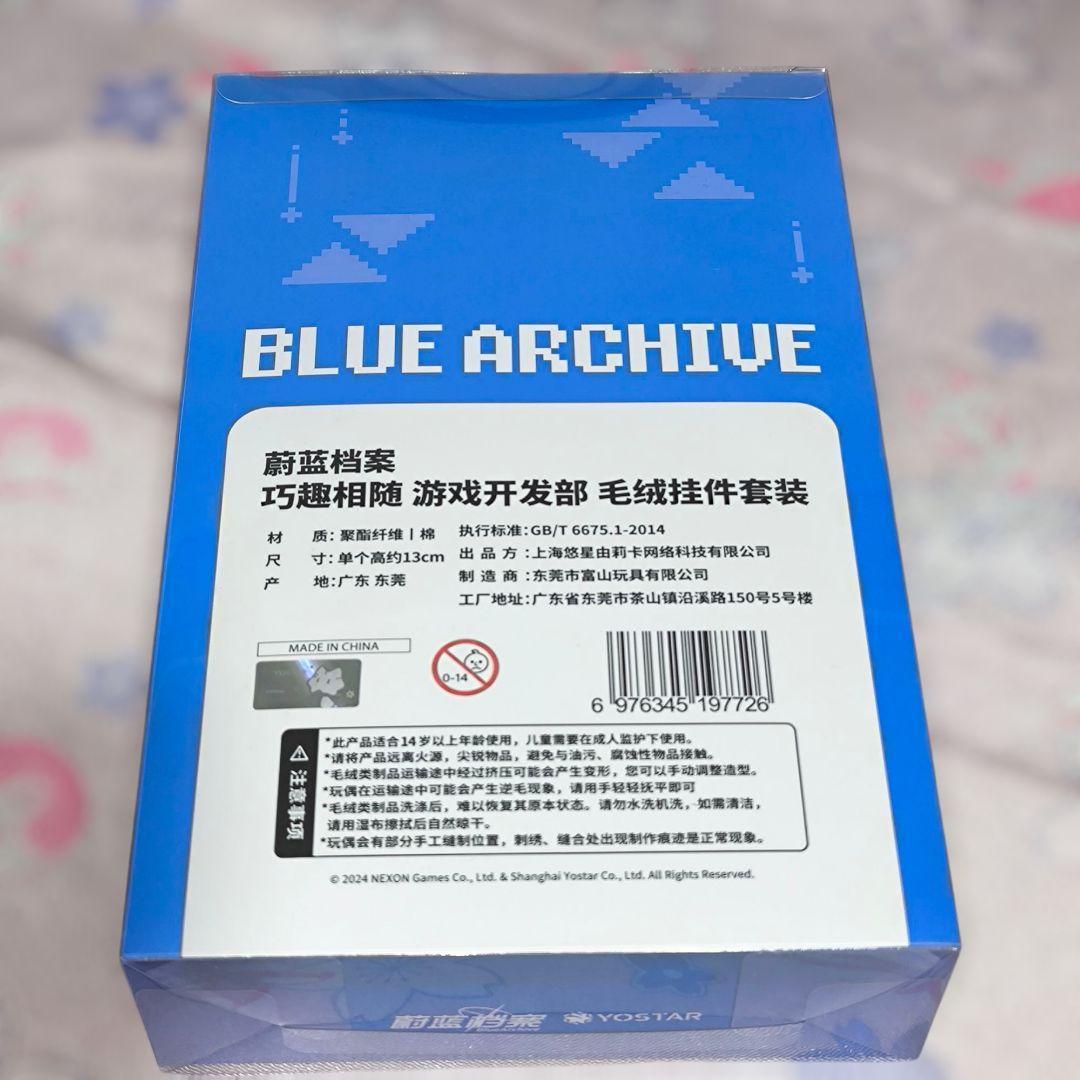 BLUE ARCHIVE
蔚蓝档案
巧趣相随 游戏开发部 毛绒挂件套装
材 质：聚酯纤维丨棉
尺 寸：单个高约13cm
产 地：广东 东莞
执行标准：GB/T 6675.1-2014
出品方：上海悠星由莉卡网络科技有限公司
制造商：东莞市富山玩具有限公司
工厂地址：广东省东莞市茶山镇沿溪路150号5号楼
MADE IN CHINA
0-14
6 976345 197726
注意事项
*此产品适合14岁以上年龄使用，儿童需要在成人监护下使用。
*请将产品远离火源，尖锐物品，避免与油污、腐蚀性物品接触。
*毛绒类制品运输途中经过挤压可能会产生变形，您可以手动调整造型。
*玩偶在运输途中可能会产生逆毛现象，请用手轻轻抚平即可
*毛绒类制品洗涤后，难以恢复其原本状态。请勿水洗机洗，如需清洁，
请用湿布擦拭后自然晾干。
*玩偶会有部分手工缝制位置，刺绣、缝合处出现制作痕迹是正常现象。
© 2024 NEXON Games Co., Ltd. & Shanghai Yostar Co., Ltd. All Rights Reserved.
蔚蓝档案 YOSTAR